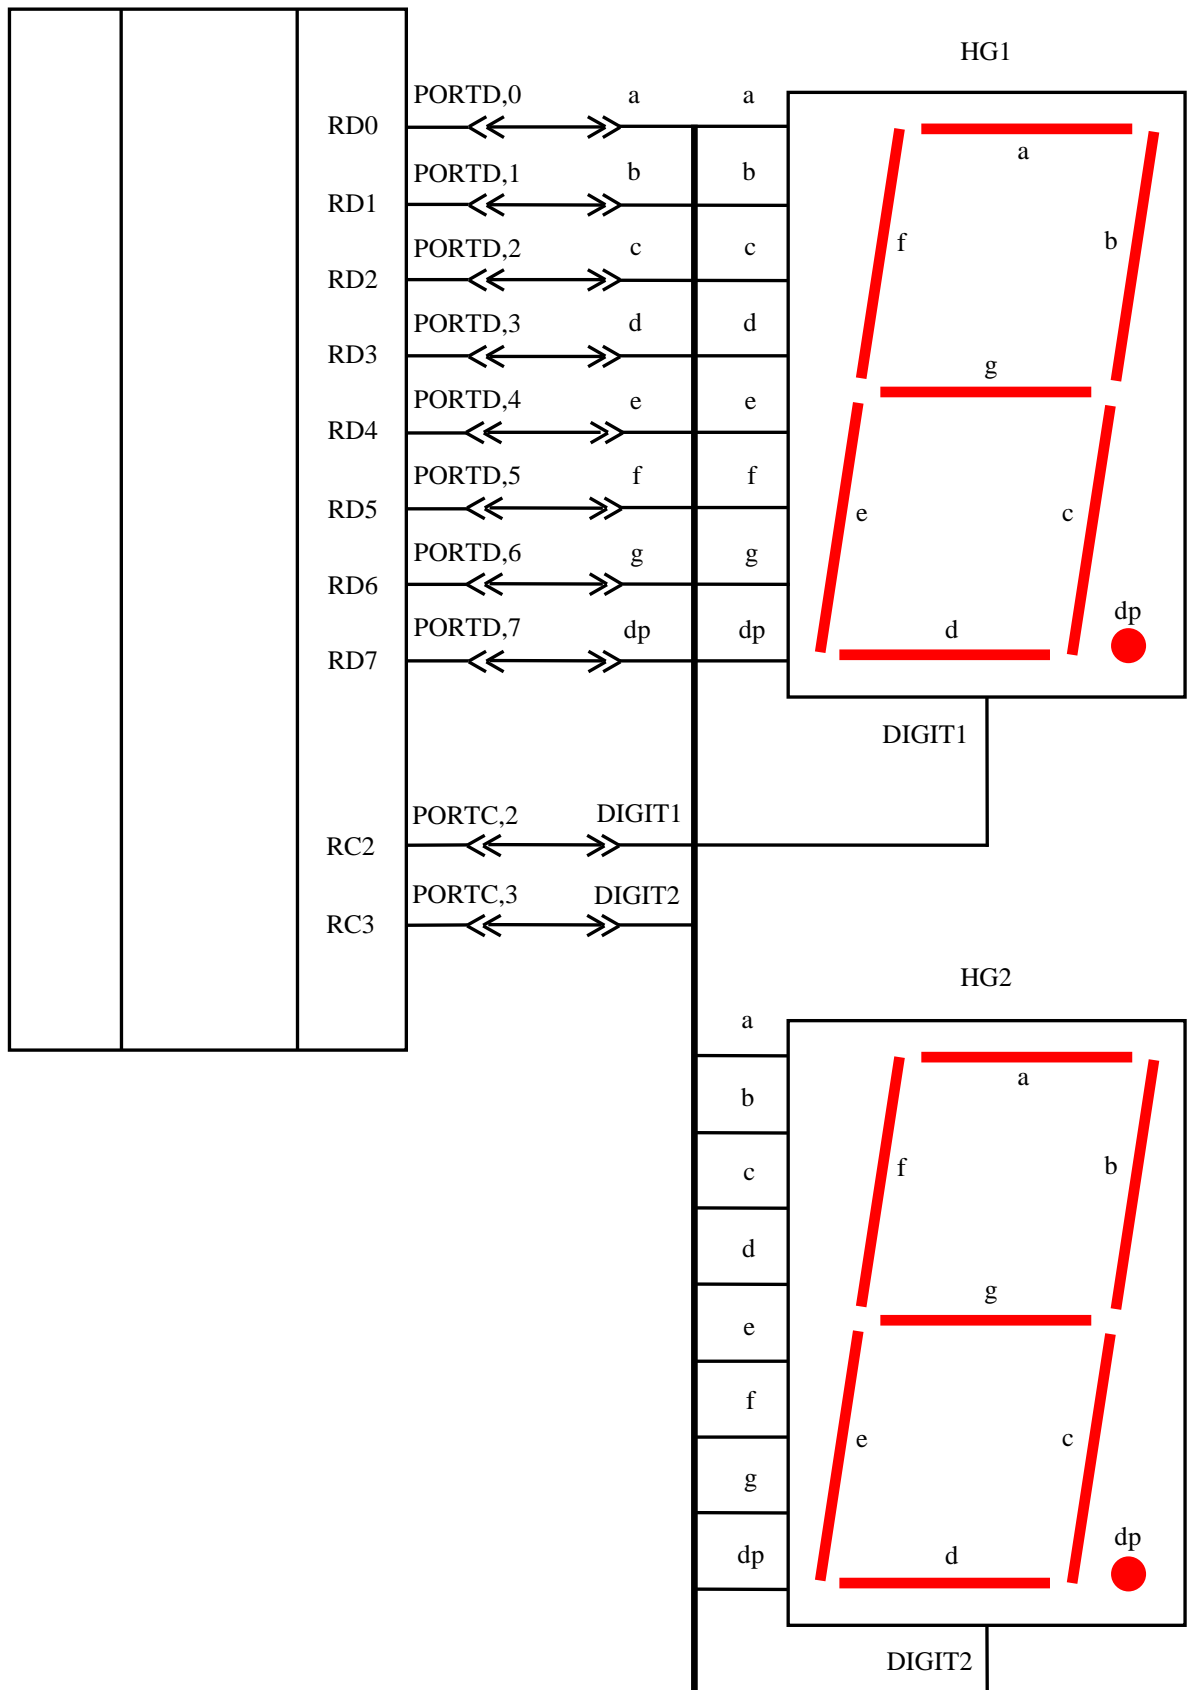 HG1
PORTD,0 a a
RD0
a
PORTD,1 b b
RD1
f b
PORTD,2 c c
RD2
PORTD,3 d d
RD3
g
PORTD,4 e e
RD4
PORTD,5 f f
RD5
e c
PORTD,6 g g
RD6
dp
PORTD,7 dp dp
RD7
d
DIGIT1
PORTC,2 DIGIT1
RC2
PORTC,3 DIGIT2
RC3
HG2
a
a
b
f b
c
d
g
e
f
e c
g
dp
dp
d
DIGIT2